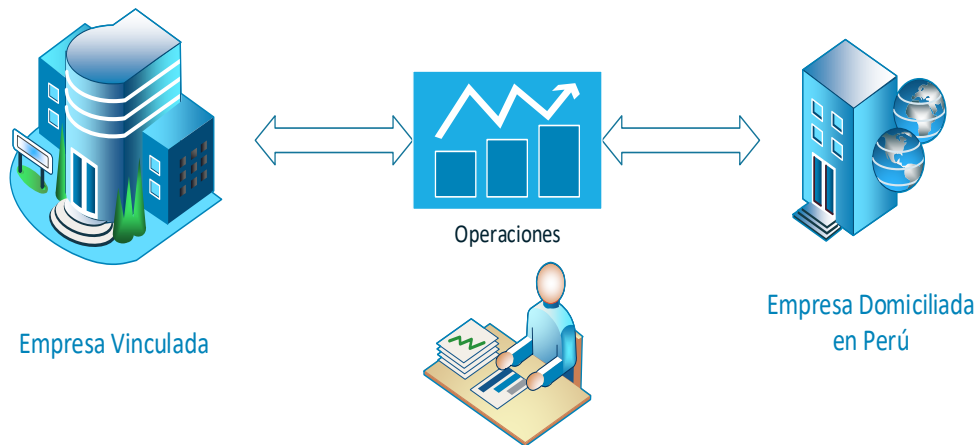 Operaciones
Empresa Vinculada
Empresa Domiciliada
en Perú